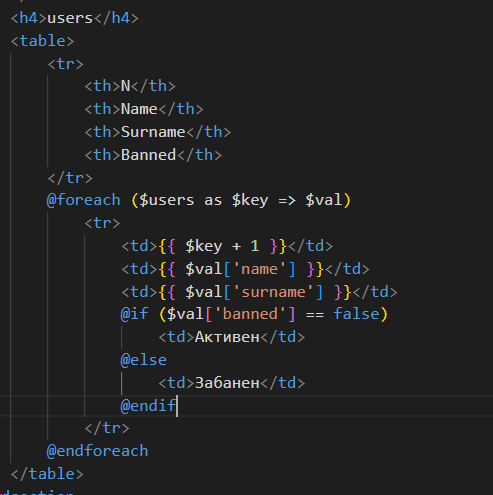 <h4>users</h4>
<table>
<tr>
<th>N</th>
<th>Name</th>
<th>Surname</th>
<th>Banned</th>
</tr>
@foreach ($users as $key => $val)
<tr>
<td>{{ $key + 1 }}</td>
<td>{{ $val['name'] }}</td>
<td>{{ $val['surname'] }}</td>
@if ($val['banned'] == false)
<td>Активен</td>
@else
<td>Забанен</td>
@endif
</tr>
@endforeach
</table>